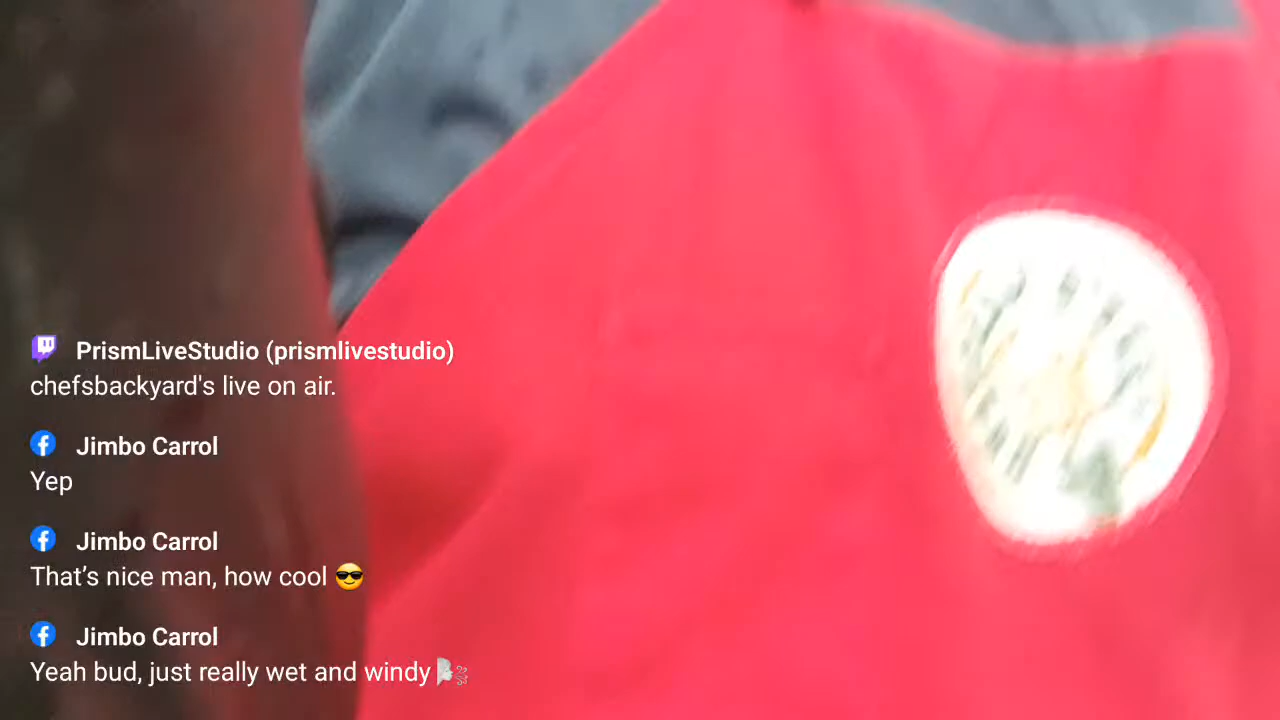 PrismLiveStudio (prismlivestudio)
chefsbackyard's live on air.
Jimbo Carrol
Yep
Jimbo Carrol
That’s nice man, how cool 😎
Jimbo Carrol
Yeah bud, just really wet and windy 🌬️